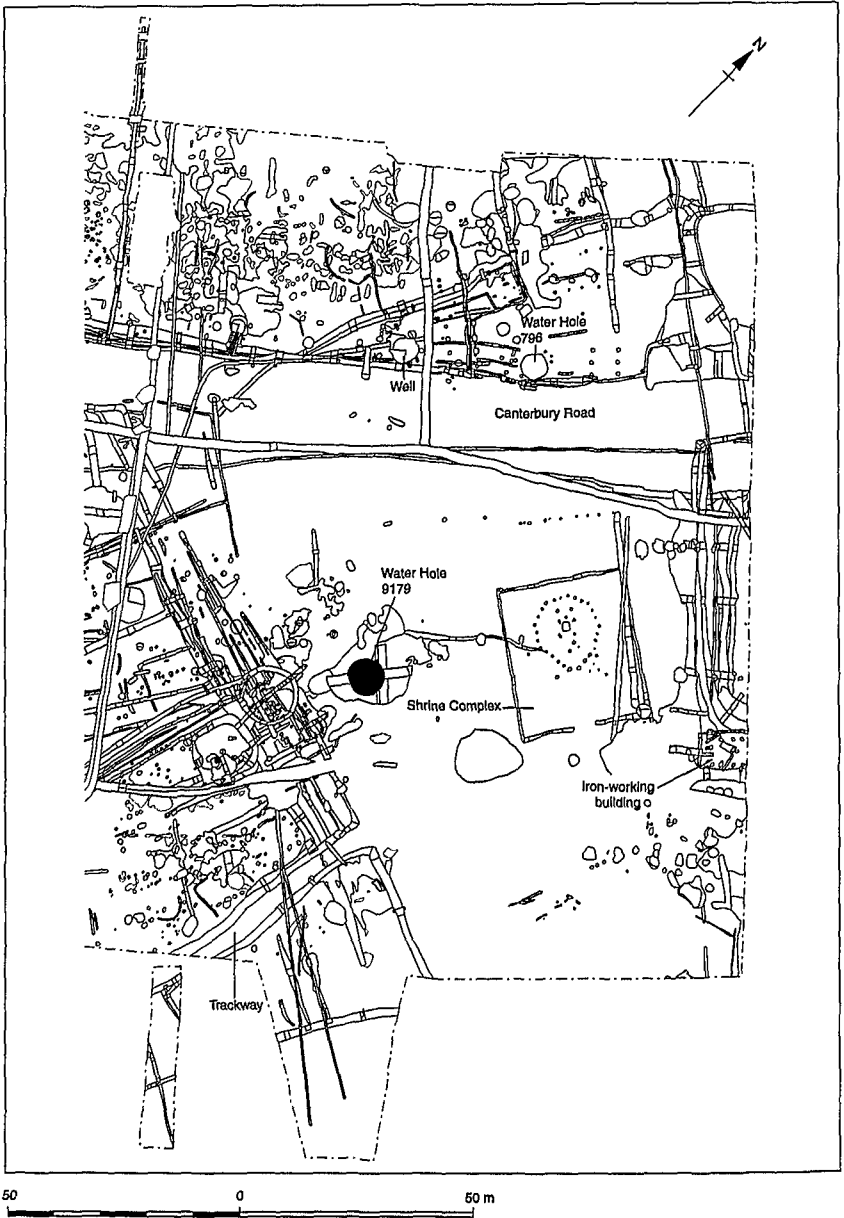 N
Water Hole
796
Well
Canterbury Road
Water Hole
9179
Shrine Complex
Iron-working
building
Trackway
50
0
50 m